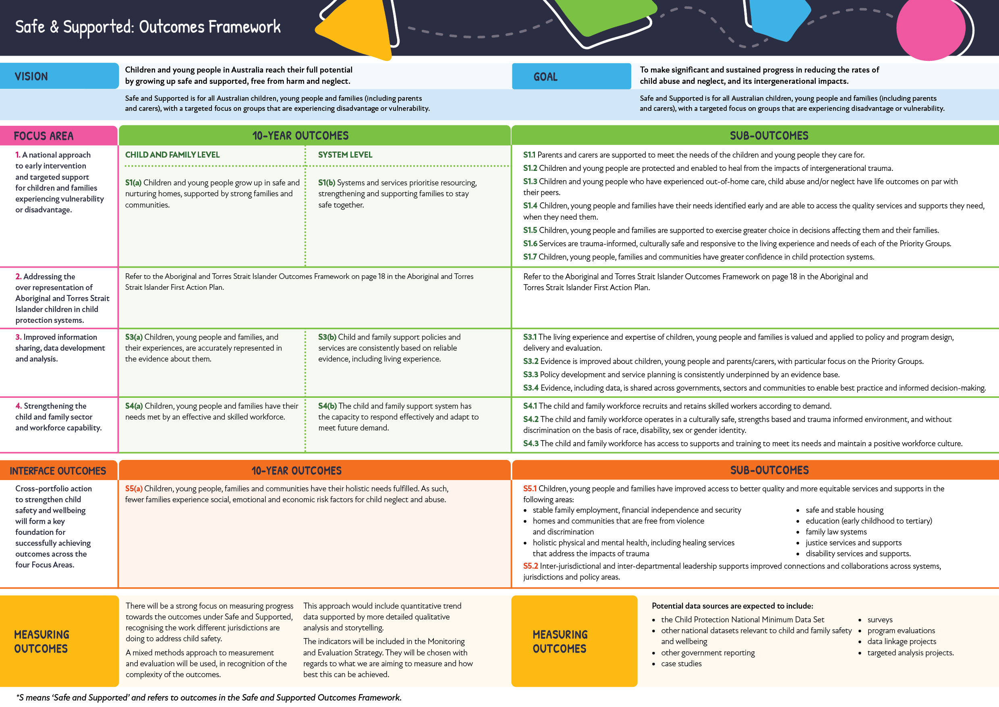 Safe & Supported: Outcomes Framework
VISION
Children and young people in Australia reach their full potential
by growing up safe and supported, free from harm and neglect.
Safe and Supported is for all Australian children, young people and families (including parents
and carers), with a targeted focus on groups that are experiencing disadvantage or vulnerability.
GOAL
To make significant and sustained progress in reducing the rates of
child abuse and neglect, and its intergenerational impacts.
Safe and Supported is for all Australian children, young people and families (including parents
and carers), with a targeted focus on groups that are experiencing disadvantage or vulnerability.
FOCUS AREA
10-YEAR OUTCOMES
SUB-OUTCOMES
1. A national approach
to early intervention
and targeted support
for children and families
experiencing vulnerability
or disadvantage.
CHILD AND FAMILY LEVEL
S1(a) Children and young people grow up in safe and
nurturing homes, supported by strong families and
communities.
SYSTEM LEVEL
S1(b) Systems and services prioritise resourcing,
strengthening and supporting families to stay
safe together.
S1.1 Parents and carers are supported to meet the needs of the children and young people they care for.
S1.2 Children and young people are protected and enabled to heal from the impacts of intergenerational trauma.
S1.3 Children and young people who have experienced out-of-home care, child abuse and/or neglect have life outcomes on par with
their peers.
S1.4 Children, young people and families have their needs identified early and are able to access the quality services and supports they need,
when they need them.
S1.5 Children, young people and families are supported to exercise greater choice in decisions affecting them and their families.
S1.6 Services are trauma-informed, culturally safe and responsive to the living experience and needs of each of the Priority Groups.
S1.7 Children, young people, families and communities have greater confidence in child protection systems.
2. Addressing the
over representation of
Aboriginal and Torres Strait
Islander children in child
protection systems.
Refer to the Aboriginal and Torres Strait Islander Outcomes Framework on page 18 in the Aboriginal and Torres
Strait Islander First Action Plan.
Refer to the Aboriginal and Torres Strait Islander Outcomes Framework on page 18 in the Aboriginal and
Torres Strait Islander First Action Plan.
3. Improved information
sharing, data development
and analysis.
S3(a) Children, young people and families, and
their experiences, are accurately represented in
the evidence about them.
S3(b) Child and family support policies and
services are consistently based on reliable
evidence, including living experience.
S3.1 The living experience and expertise of children, young people and families is valued and applied to policy and program design,
delivery and evaluation.
S3.2 Evidence is improved about children, young people and parents/carers, with particular focus on the Priority Groups.
S3.3 Policy development and service planning is consistently underpinned by an evidence base.
S3.4 Evidence, including data, is shared across governments, sectors and communities to enable best practice and informed decision-making.
4. Strengthening the
child and family sector
and workforce capability.
S4(a) Children, young people and families have their
needs met by an effective and skilled workforce.
S4(b) The child and family support system has
the capacity to respond effectively and adapt to
meet future demand.
S4.1 The child and family workforce recruits and retains skilled workers according to demand.
S4.2 The child and family workforce operates in a culturally safe, strengths based and trauma informed environment, and without
discrimination on the basis of race, disability, sex or gender identity.
S4.3 The child and family workforce has access to supports and training to meet its needs and maintain a positive workforce culture.
INTERFACE OUTCOMES
10-YEAR OUTCOMES
SUB-OUTCOMES
Cross-portfolio action
to strengthen child
safety and wellbeing
will form a key
foundation for
successfully achieving
outcomes across the
four Focus Areas.
S5(a) Children, young people, families and communities have their holistic needs fulfilled. As such,
fewer families experience social, emotional and economic risk factors for child neglect and abuse.
S5.1 Children, young people and families have improved access to better quality and more equitable services and supports in the
following areas:
• stable family employment, financial independence and security
• homes and communities that are free from violence
and discrimination
• holistic physical and mental health, including healing services
that address the impacts of trauma
• safe and stable housing
• education (early childhood to tertiary)
• family law systems
• justice services and supports
• disability services and supports.
S5.2 Inter-jurisdictional and inter-departmental leadership supports improved connections and collaborations across systems,
jurisdictions and policy areas.
MEASURING
OUTCOMES
There will be a strong focus on measuring progress
towards the outcomes under Safe and Supported,
recognising the work different jurisdictions are
doing to address child safety.
A mixed methods approach to measurement
and evaluation will be used, in recognition of the
complexity of the outcomes.
This approach would include quantitative trend
data supported by more detailed qualitative
analysis and storytelling.
The indicators will be included in the Monitoring
and Evaluation Strategy. They will be chosen with
regards to what we are aiming to measure and how
best this can be achieved.
MEASURING
OUTCOMES
Potential data sources are expected to include:
• the Child Protection National Minimum Data Set
• other national datasets relevant to child and family safety
and wellbeing
• other government reporting
• case studies
• surveys
• program evaluations
• data linkage projects
• targeted analysis projects.
*S means ‘Safe and Supported’ and refers to outcomes in the Safe and Supported Outcomes Framework.